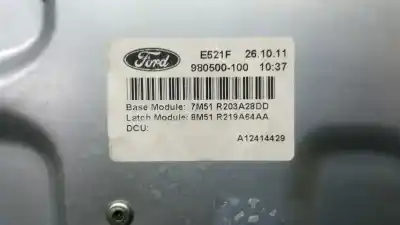 Ford
E521F 26.10.11
980500-100 10:37
Base Module: 7M51 R203A28DD
Latch Module: 8M51 R219A64AA
DCU:
A12414429